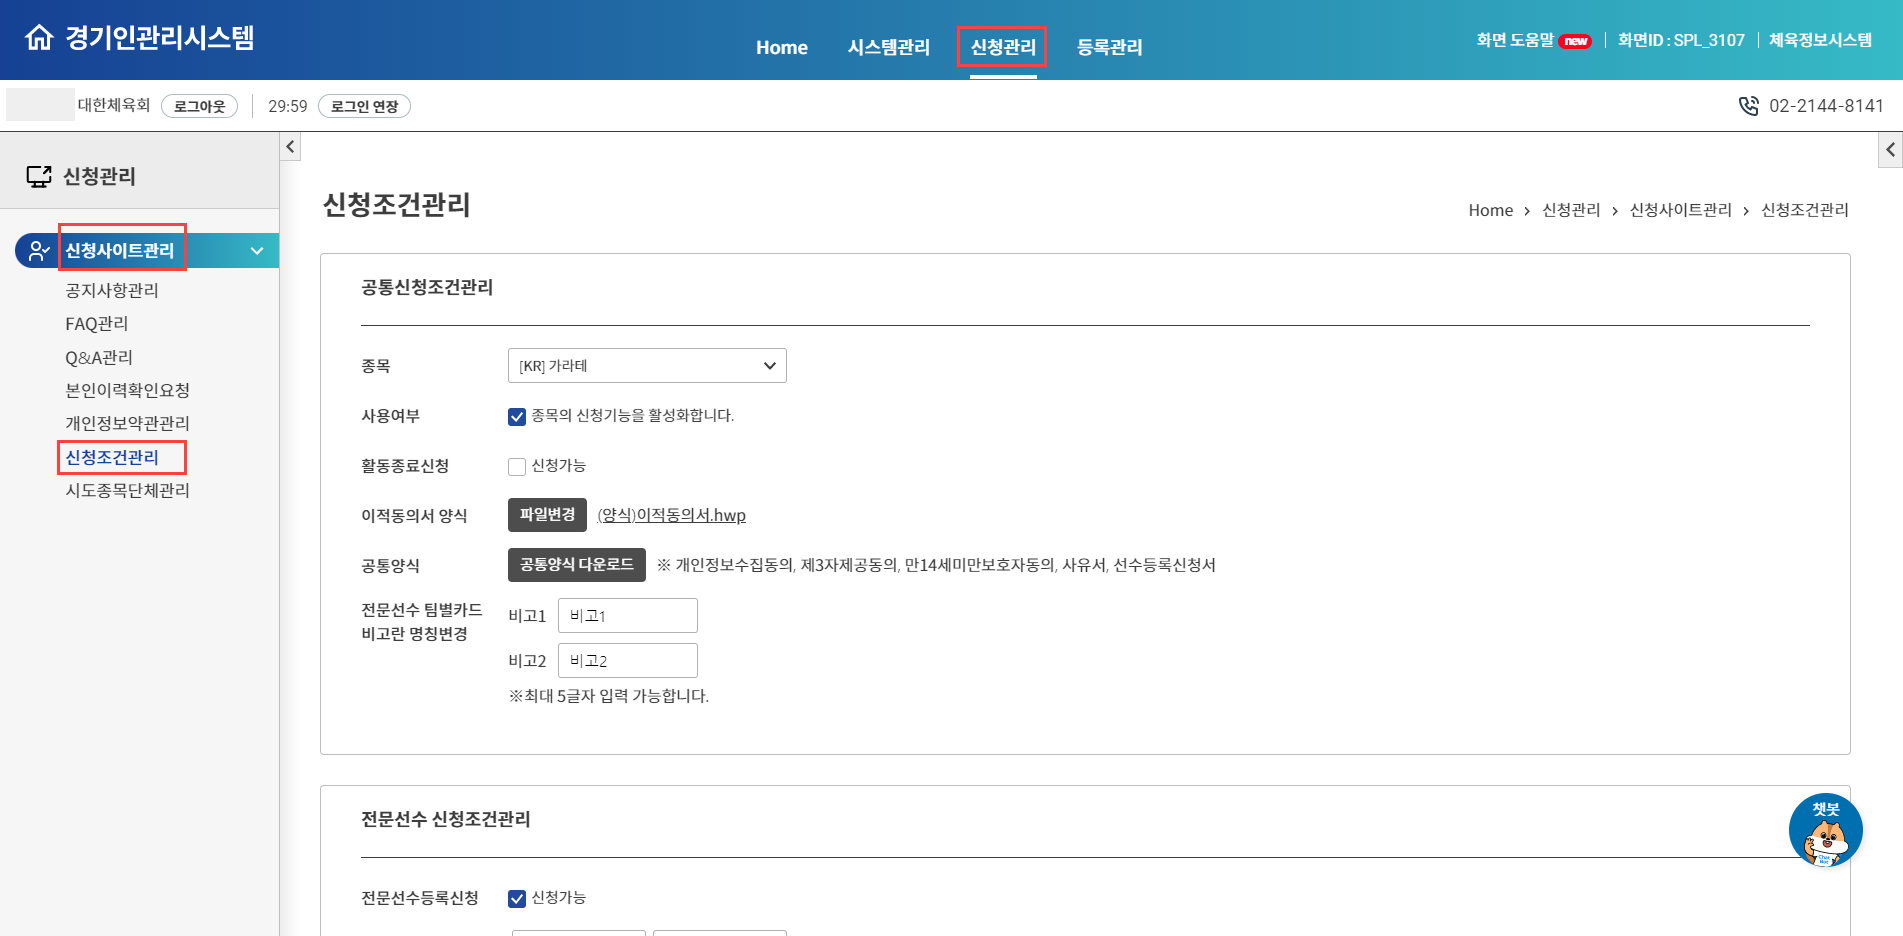 경기인관리시스템
Home 시스템관리 신청관리 등록관리
화면 도움말 new 화면ID : SPL_3107 체육정보시스템
대한체육회 로그아웃 29:59 로그인 연장
02-2144-8141
신청관리
신청사이트관리
공지사항관리
FAQ관리
Q&A관리
본인이력확인요청
개인정보약관관리
신청조건관리
시도종목단체관리
신청조건관리
Home > 신청관리 > 신청사이트관리 > 신청조건관리
공통신청조건관리
종목 [KR] 가라테
사용여부 종목의 신청기능을 활성화합니다.
활동종료신청 신청가능
이적동의서 양식 파일변경 (양식)이적동의서.hwp
공통양식 공통양식 다운로드 ※ 개인정보수집동의, 제3자제공동의, 만14세미만보호자동의, 사유서, 선수등록신청서
전문선수 팀별카드
비고란 명칭변경
비고1 비고1
비고2 비고2
※최대 5글자 입력 가능합니다.
전문선수 신청조건관리
전문선수등록신청 신청가능
챗봇
Chat
Bot